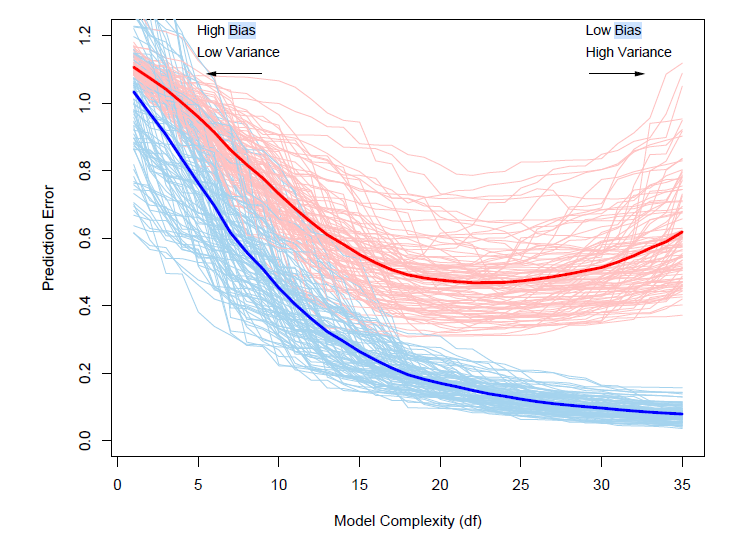 High Bias
Low Variance
Low Bias
High Variance
Prediction Error
1.2
1.0
0.8
0.6
0.4
0.2
0.0
0 5 10 15 20 25 30 35
Model Complexity (df)